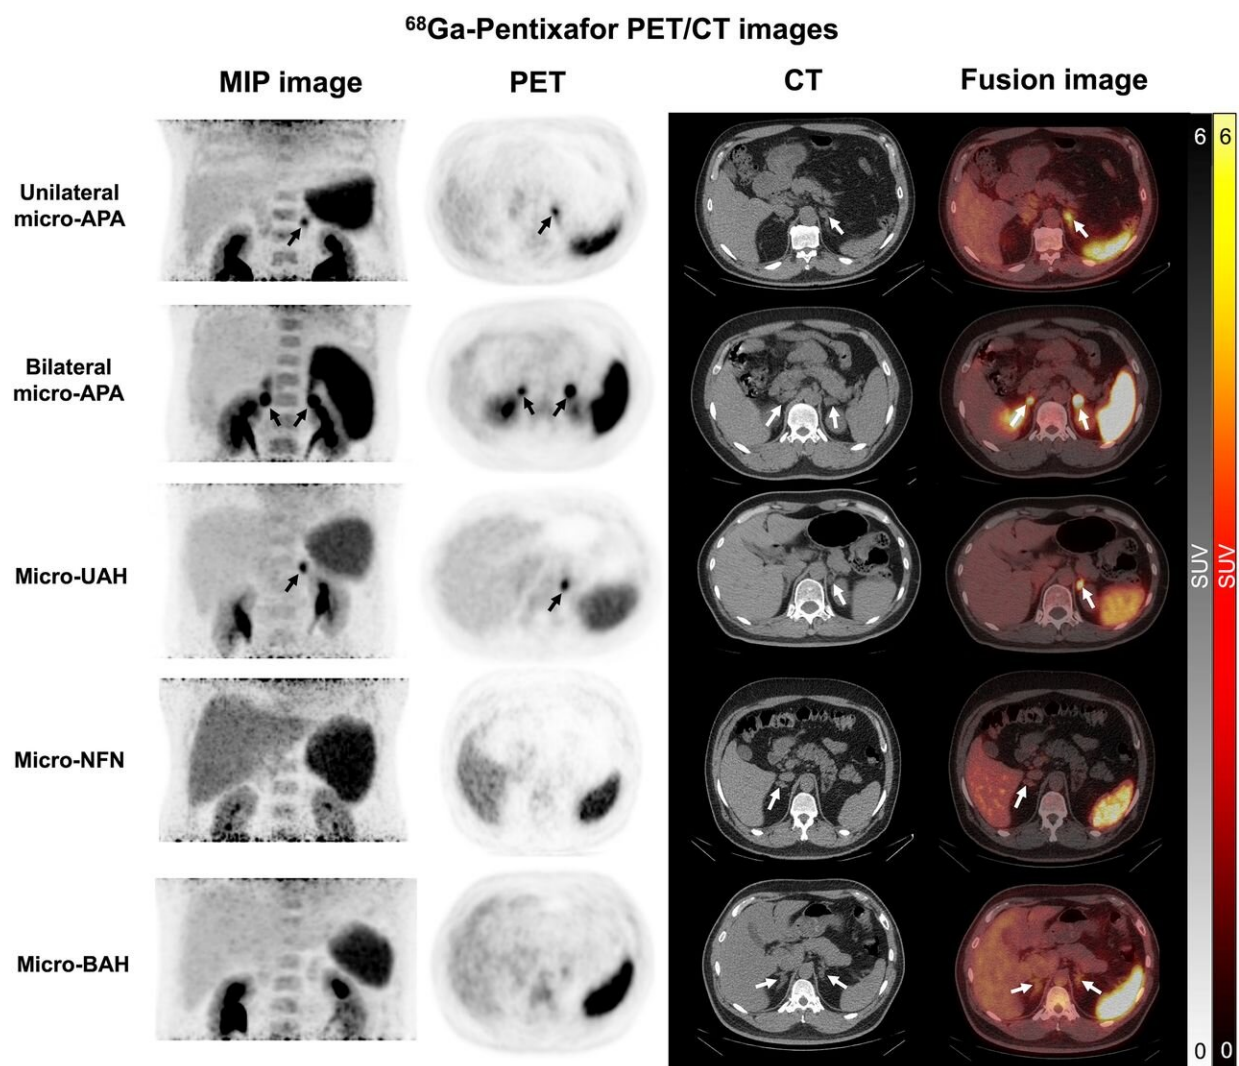 ⁶⁸Ga-Pentixafor PET/CT images
MIP image PET CT Fusion image
6 6
Unilateral
micro-APA
Bilateral
micro-APA
Micro-UAH
SUV SUV
Micro-NFN
Micro-BAH
0 0